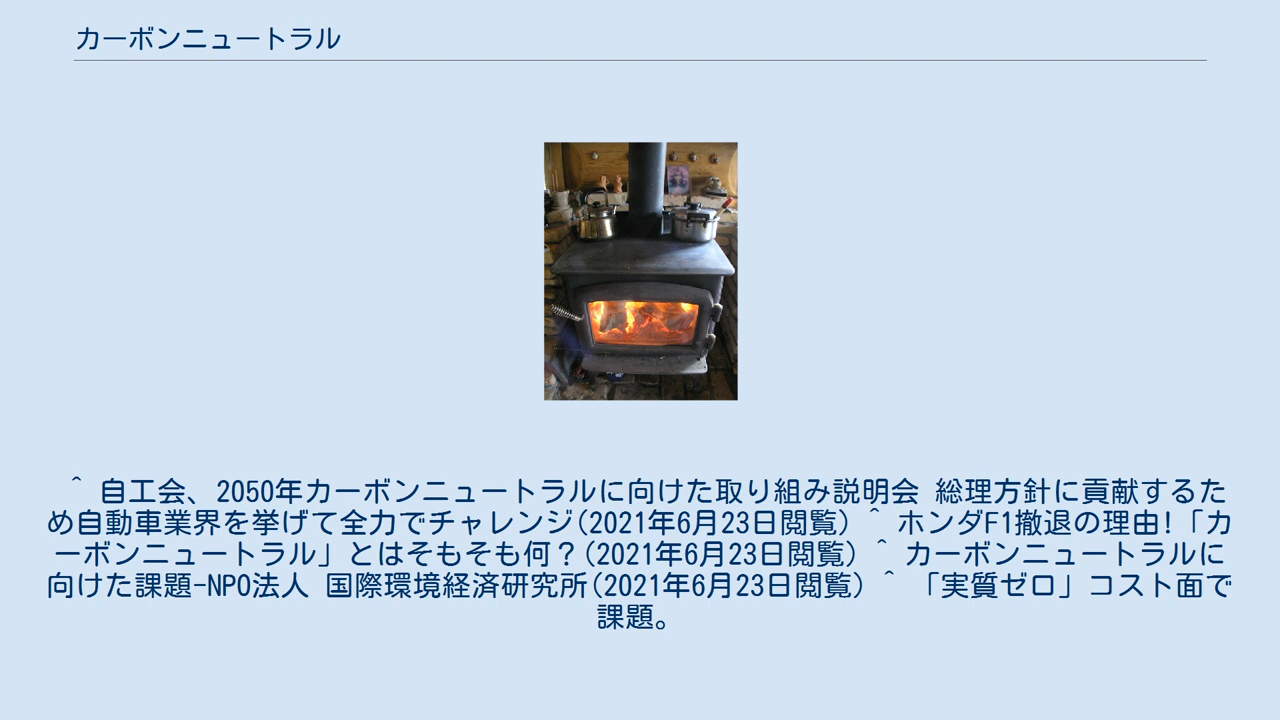 カーボンニュートラル
^ 自工会、2050年カーボンニュートラルに向けた取り組み説明会 総理方針に貢献するた
め自動車業界を挙げて全力でチャレンジ(2021年6月23日閲覧) ^ ホンダF1撤退の理由!「カ
ーボンニュートラル」とはそもそも何？(2021年6月23日閲覧) ^ カーボンニュートラルに
向けた課題-NPO法人 国際環境経済研究所(2021年6月23日閲覧) ^ 「実質ゼロ」コスト面で
課題。